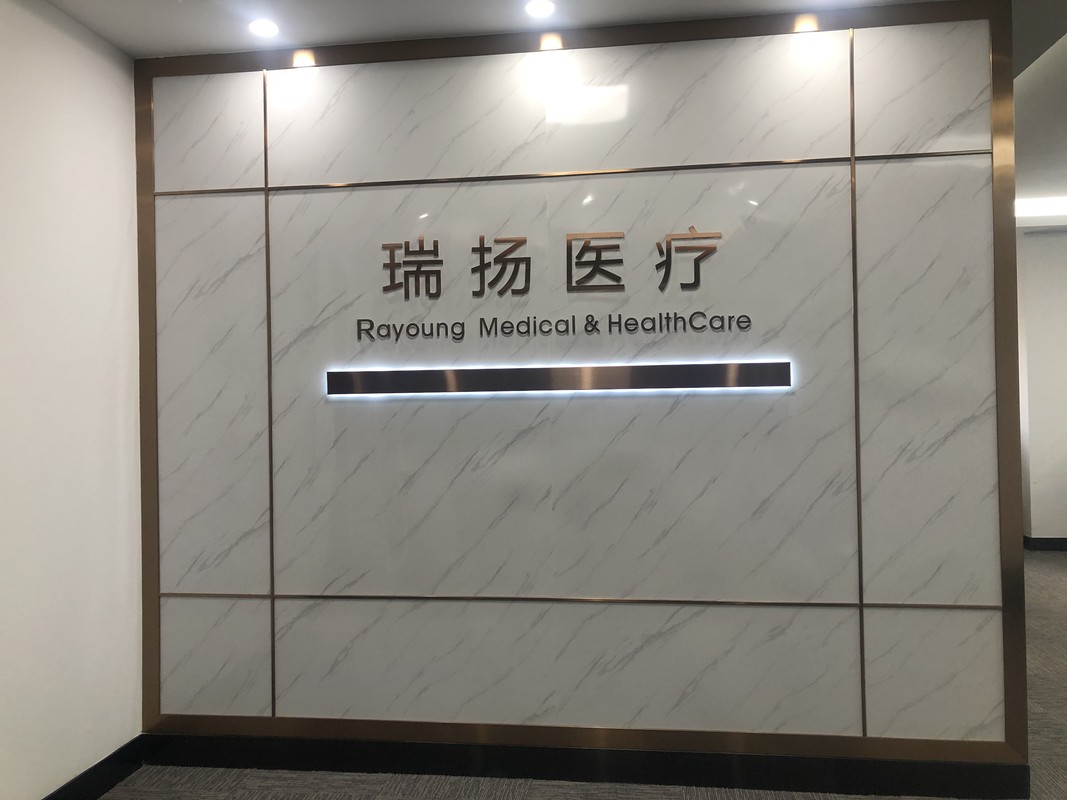 瑞扬医疗
Rayoung Medical & HealthCare